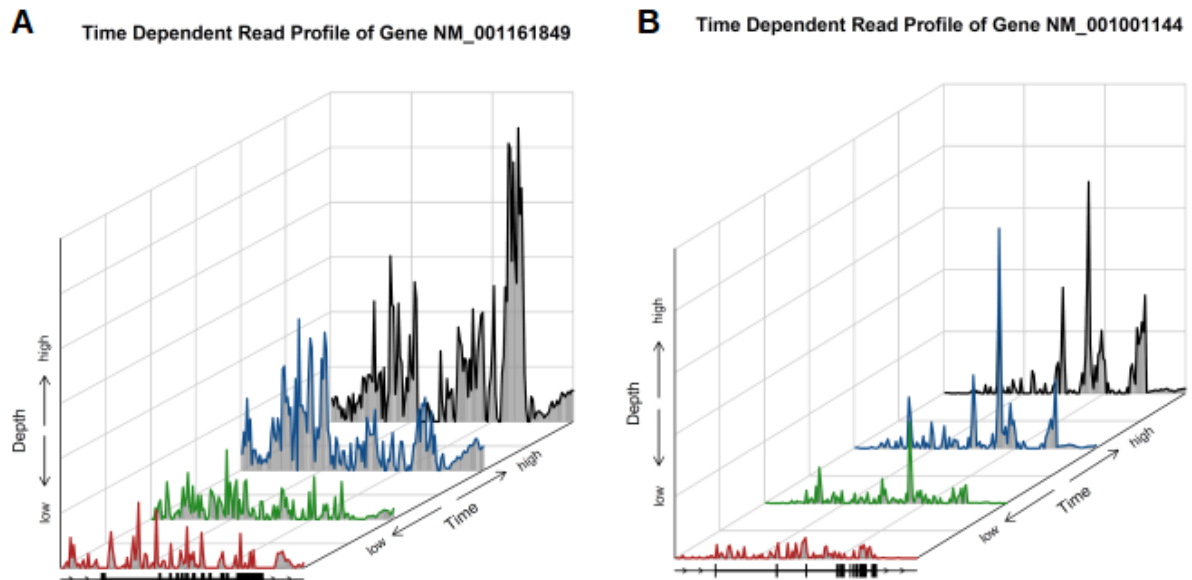 A
Time Dependent Read Profile of Gene NM_001161849
high
Depth
low
high
Time
low
B
Time Dependent Read Profile of Gene NM_001001144
high
Depth
low
high
Time
low